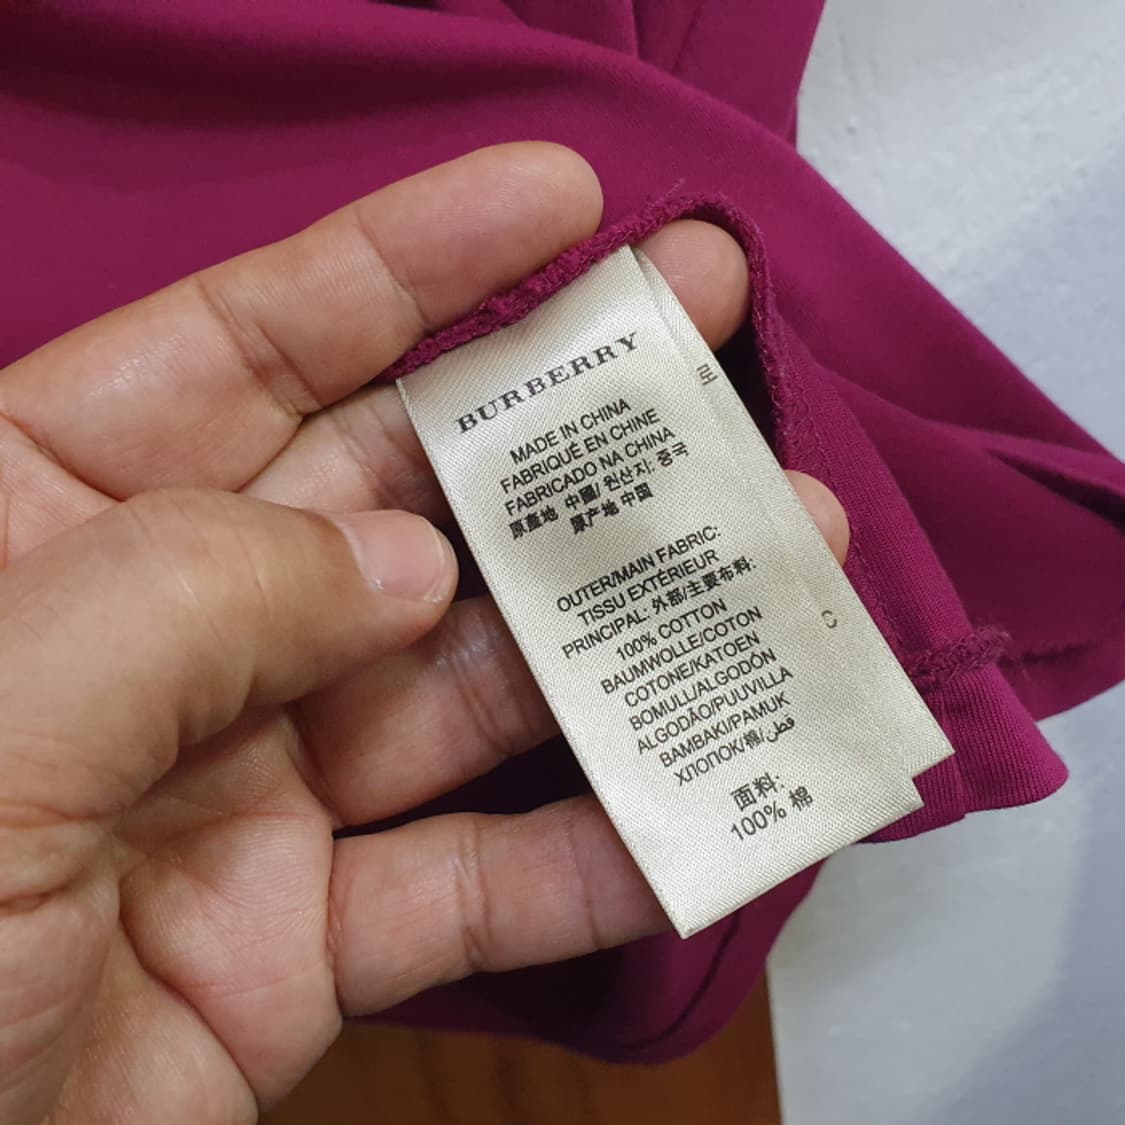 BURBERRY
MADE IN CHINA
FABRIQUÉ EN CHINE
FABRICADO NA CHINA
原產地 中國/ 원산지: 중국
原产地 中国
OUTER/MAIN FABRIC:
TISSU EXTÉRIEUR
PRINCIPAL: 外部/主要布料:
100% COTTON
BAUMWOLLE/COTON
COTONE/KATOEN
BOMULL/ALGODÓN
ALGODÃO/PUUVILLA
BAMBAKI/PAMUK
ХЛОПОК/棉/قطن
面料:
100% 棉
로
C